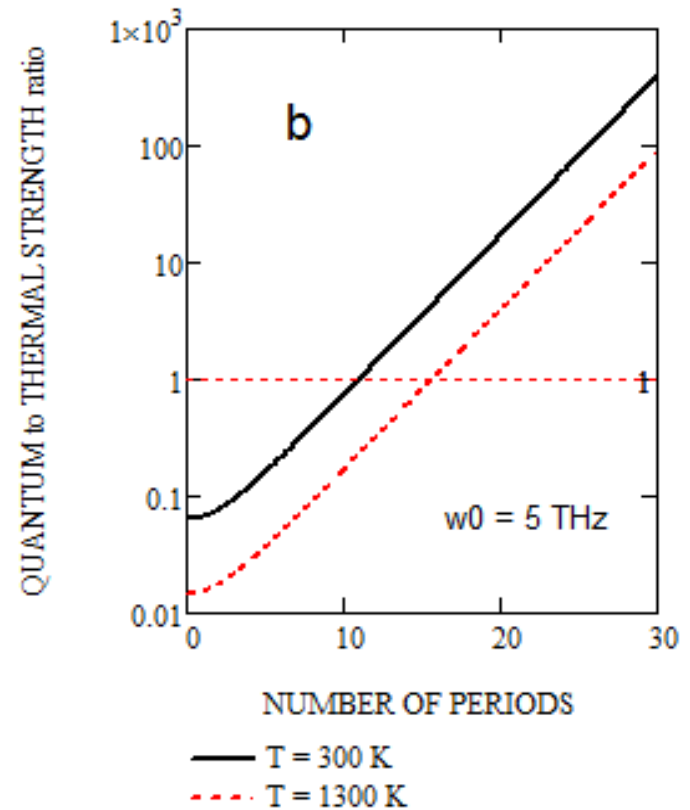 QUANTUM to THERMAL STRENGTH ratio
1×10³
100
10
1
0.1
0.01
b
1
w0 = 5 THz
0
10
20
30
NUMBER OF PERIODS
T = 300 K
T = 1300 K